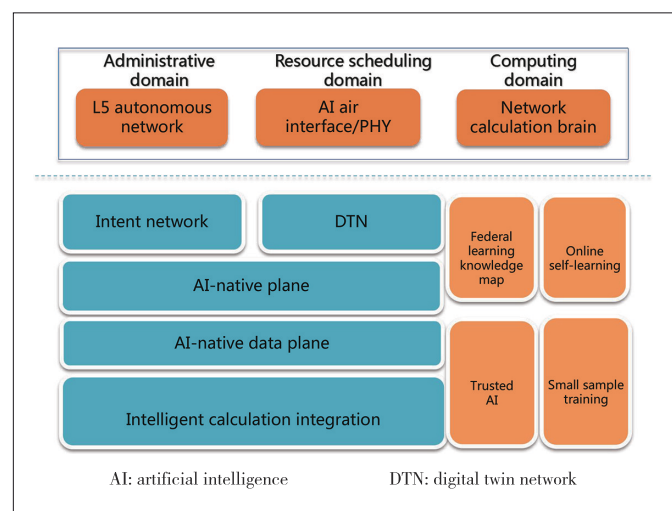 Administrative
domain
Resource scheduling
domain
Computing
domain
L5 autonomous
network
AI air
interface/PHY
Network
calculation brain
Intent network
DTN
Federal
learning
knowledge
map
Online
self-learning
AI-native plane
AI-native data plane
Trusted
AI
Small sample
training
Intelligent calculation integration
AI: artificial intelligence
DTN: digital twin network